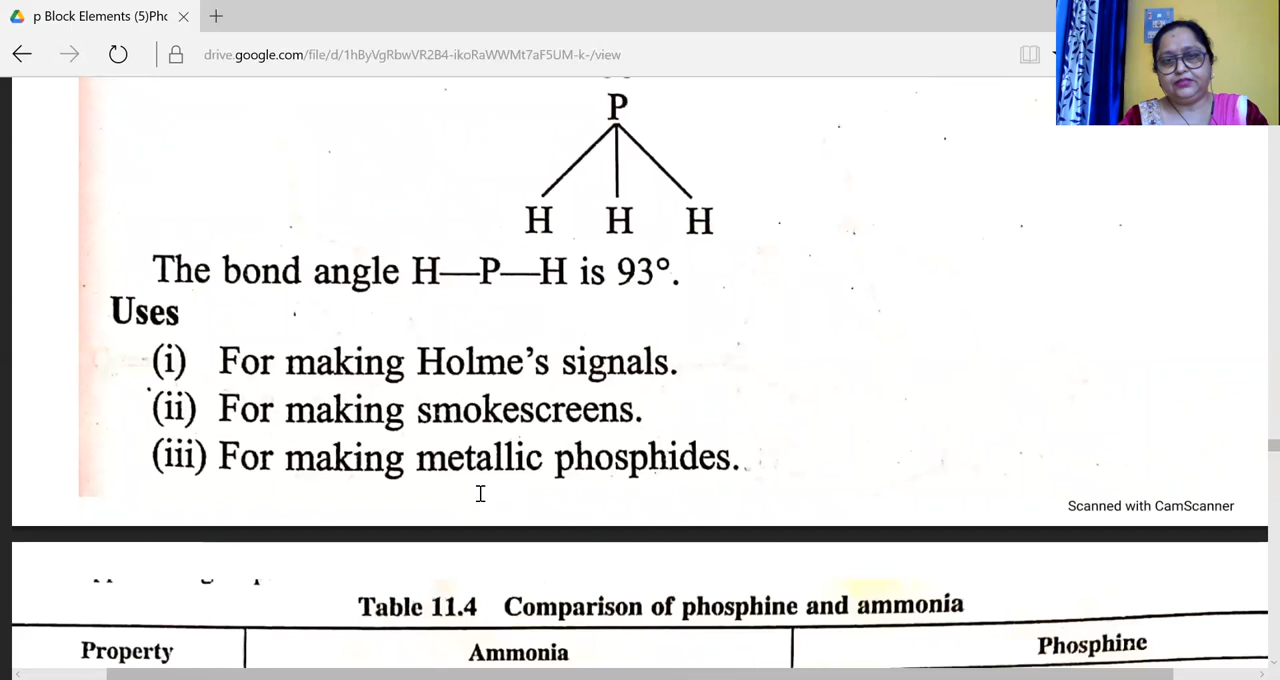 p Block Elements (5)Pho
drive.google.com/file/d/1hByVgRbwVR2B4-ikoRaWWMt7aF5UM-k-/view
P
H H H
The bond angle H—P—H is 93°.
Uses
(i) For making Holme's signals.
(ii) For making smokescreens.
(iii) For making metallic phosphides.
Scanned with CamScanner
Table 11.4 Comparison of phosphine and ammonia
Property Ammonia Phosphine